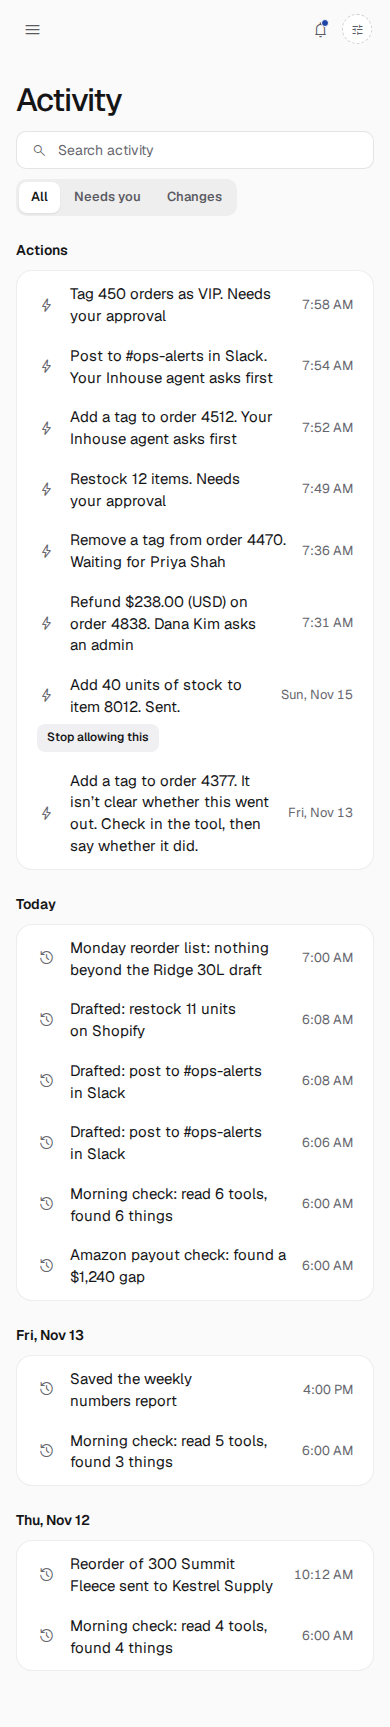 Activity
Search activity
All Needs you Changes
Actions
Tag 450 orders as VIP. Needs
your approval
7:58 AM
Post to #ops-alerts in Slack.
Your Inhouse agent asks first
7:54 AM
Add a tag to order 4512. Your
Inhouse agent asks first
7:52 AM
Restock 12 items. Needs
your approval
7:49 AM
Remove a tag from order 4470.
Waiting for Priya Shah
7:36 AM
Refund $238.00 (USD) on
order 4838. Dana Kim asks
an admin
7:31 AM
Add 40 units of stock to
item 8012. Sent.
Sun, Nov 15
Stop allowing this
Add a tag to order 4377. It
isn’t clear whether this went
out. Check in the tool, then
say whether it did.
Fri, Nov 13
Today
Monday reorder list: nothing
beyond the Ridge 30L draft
7:00 AM
Drafted: restock 11 units
on Shopify
6:08 AM
Drafted: post to #ops-alerts
in Slack
6:08 AM
Drafted: post to #ops-alerts
in Slack
6:06 AM
Morning check: read 6 tools,
found 6 things
6:00 AM
Amazon payout check: found a
$1,240 gap
6:00 AM
Fri, Nov 13
Saved the weekly
numbers report
4:00 PM
Morning check: read 5 tools,
found 3 things
6:00 AM
Thu, Nov 12
Reorder of 300 Summit
Fleece sent to Kestrel Supply
10:12 AM
Morning check: read 4 tools,
found 4 things
6:00 AM